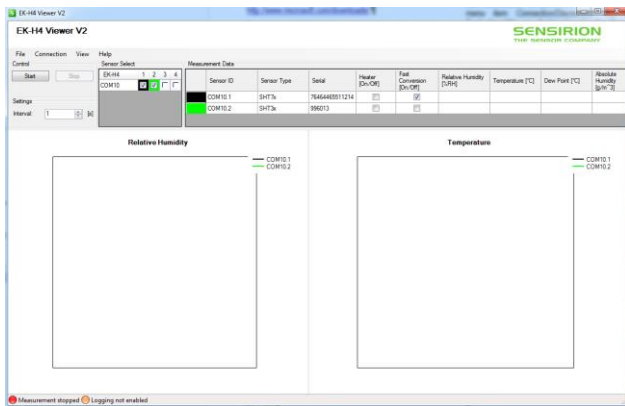 EK-H4 Viewer V2
EK-H4 Viewer V2
SENSIRION
THE SENSOR COMPANY
File Connection View Help
Control
Sensor Select
Measurement Data
Start Stop
EK-H4 1 2 3 4
COM10
Sensor ID Sensor Type Serial Heater [On/Off] Fast Conversion [On/Off] Relative Humidity [%RH] Temperature [°C] Dew Point [°C] Absolute Humidity [g/m^3]
COM10.1 SHT7x
COM10.2 SHT3x 996013
Settings
Interval: 1 [s]
Relative Humidity
COM10.1
COM10.2
Temperature
COM10.1
COM10.2
Measurement stopped Logging not enabled